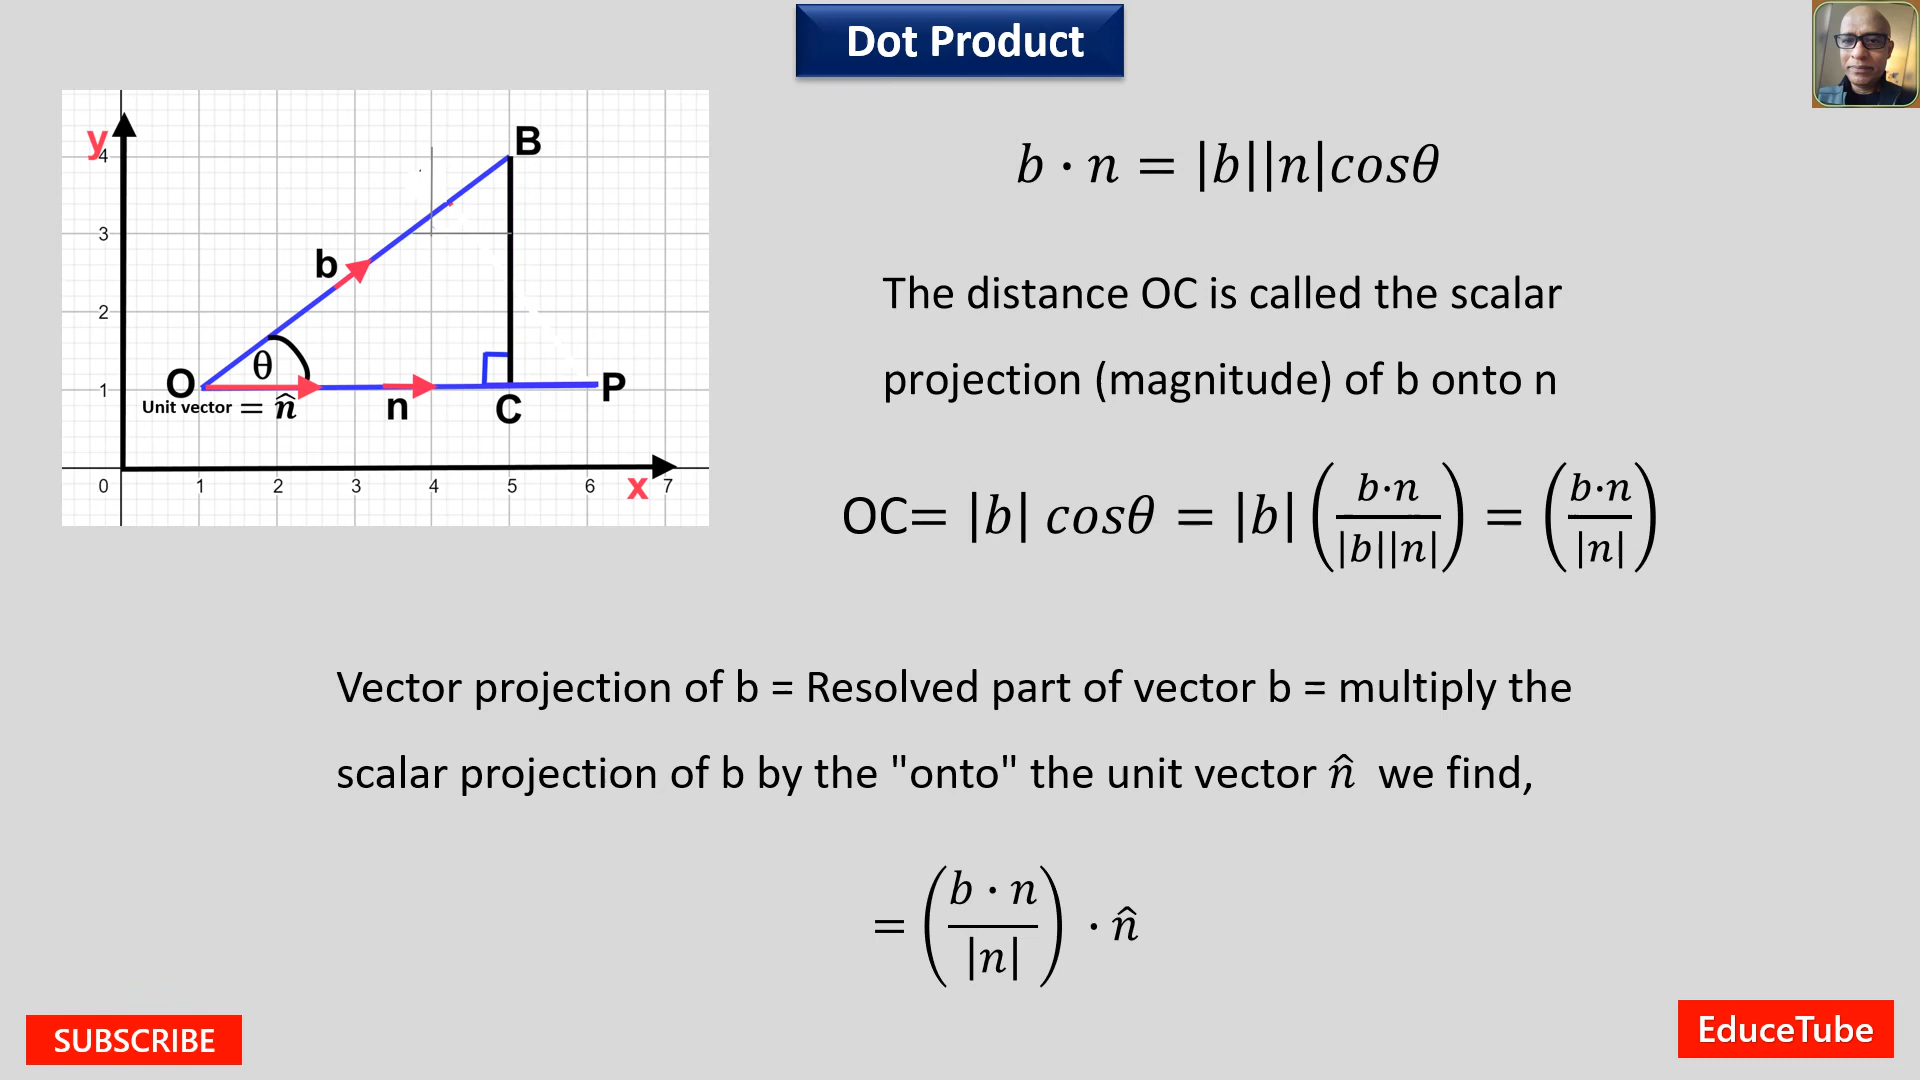 Dot Product
y
4
3
2
1
0
1
2
3
4
5
6
x
7
B
b
θ
O
Unit vector = n̂
n
C
P
b · n = |b||n|cosθ
The distance OC is called the scalar
projection (magnitude) of b onto n
OC= |b| cosθ = |b| (b·n / |b||n|) = (b·n / |n|)
Vector projection of b = Resolved part of vector b = multiply the
scalar projection of b by the "onto" the unit vector n̂ we find,
= (b · n / |n|) · n̂
SUBSCRIBE
EduceTube